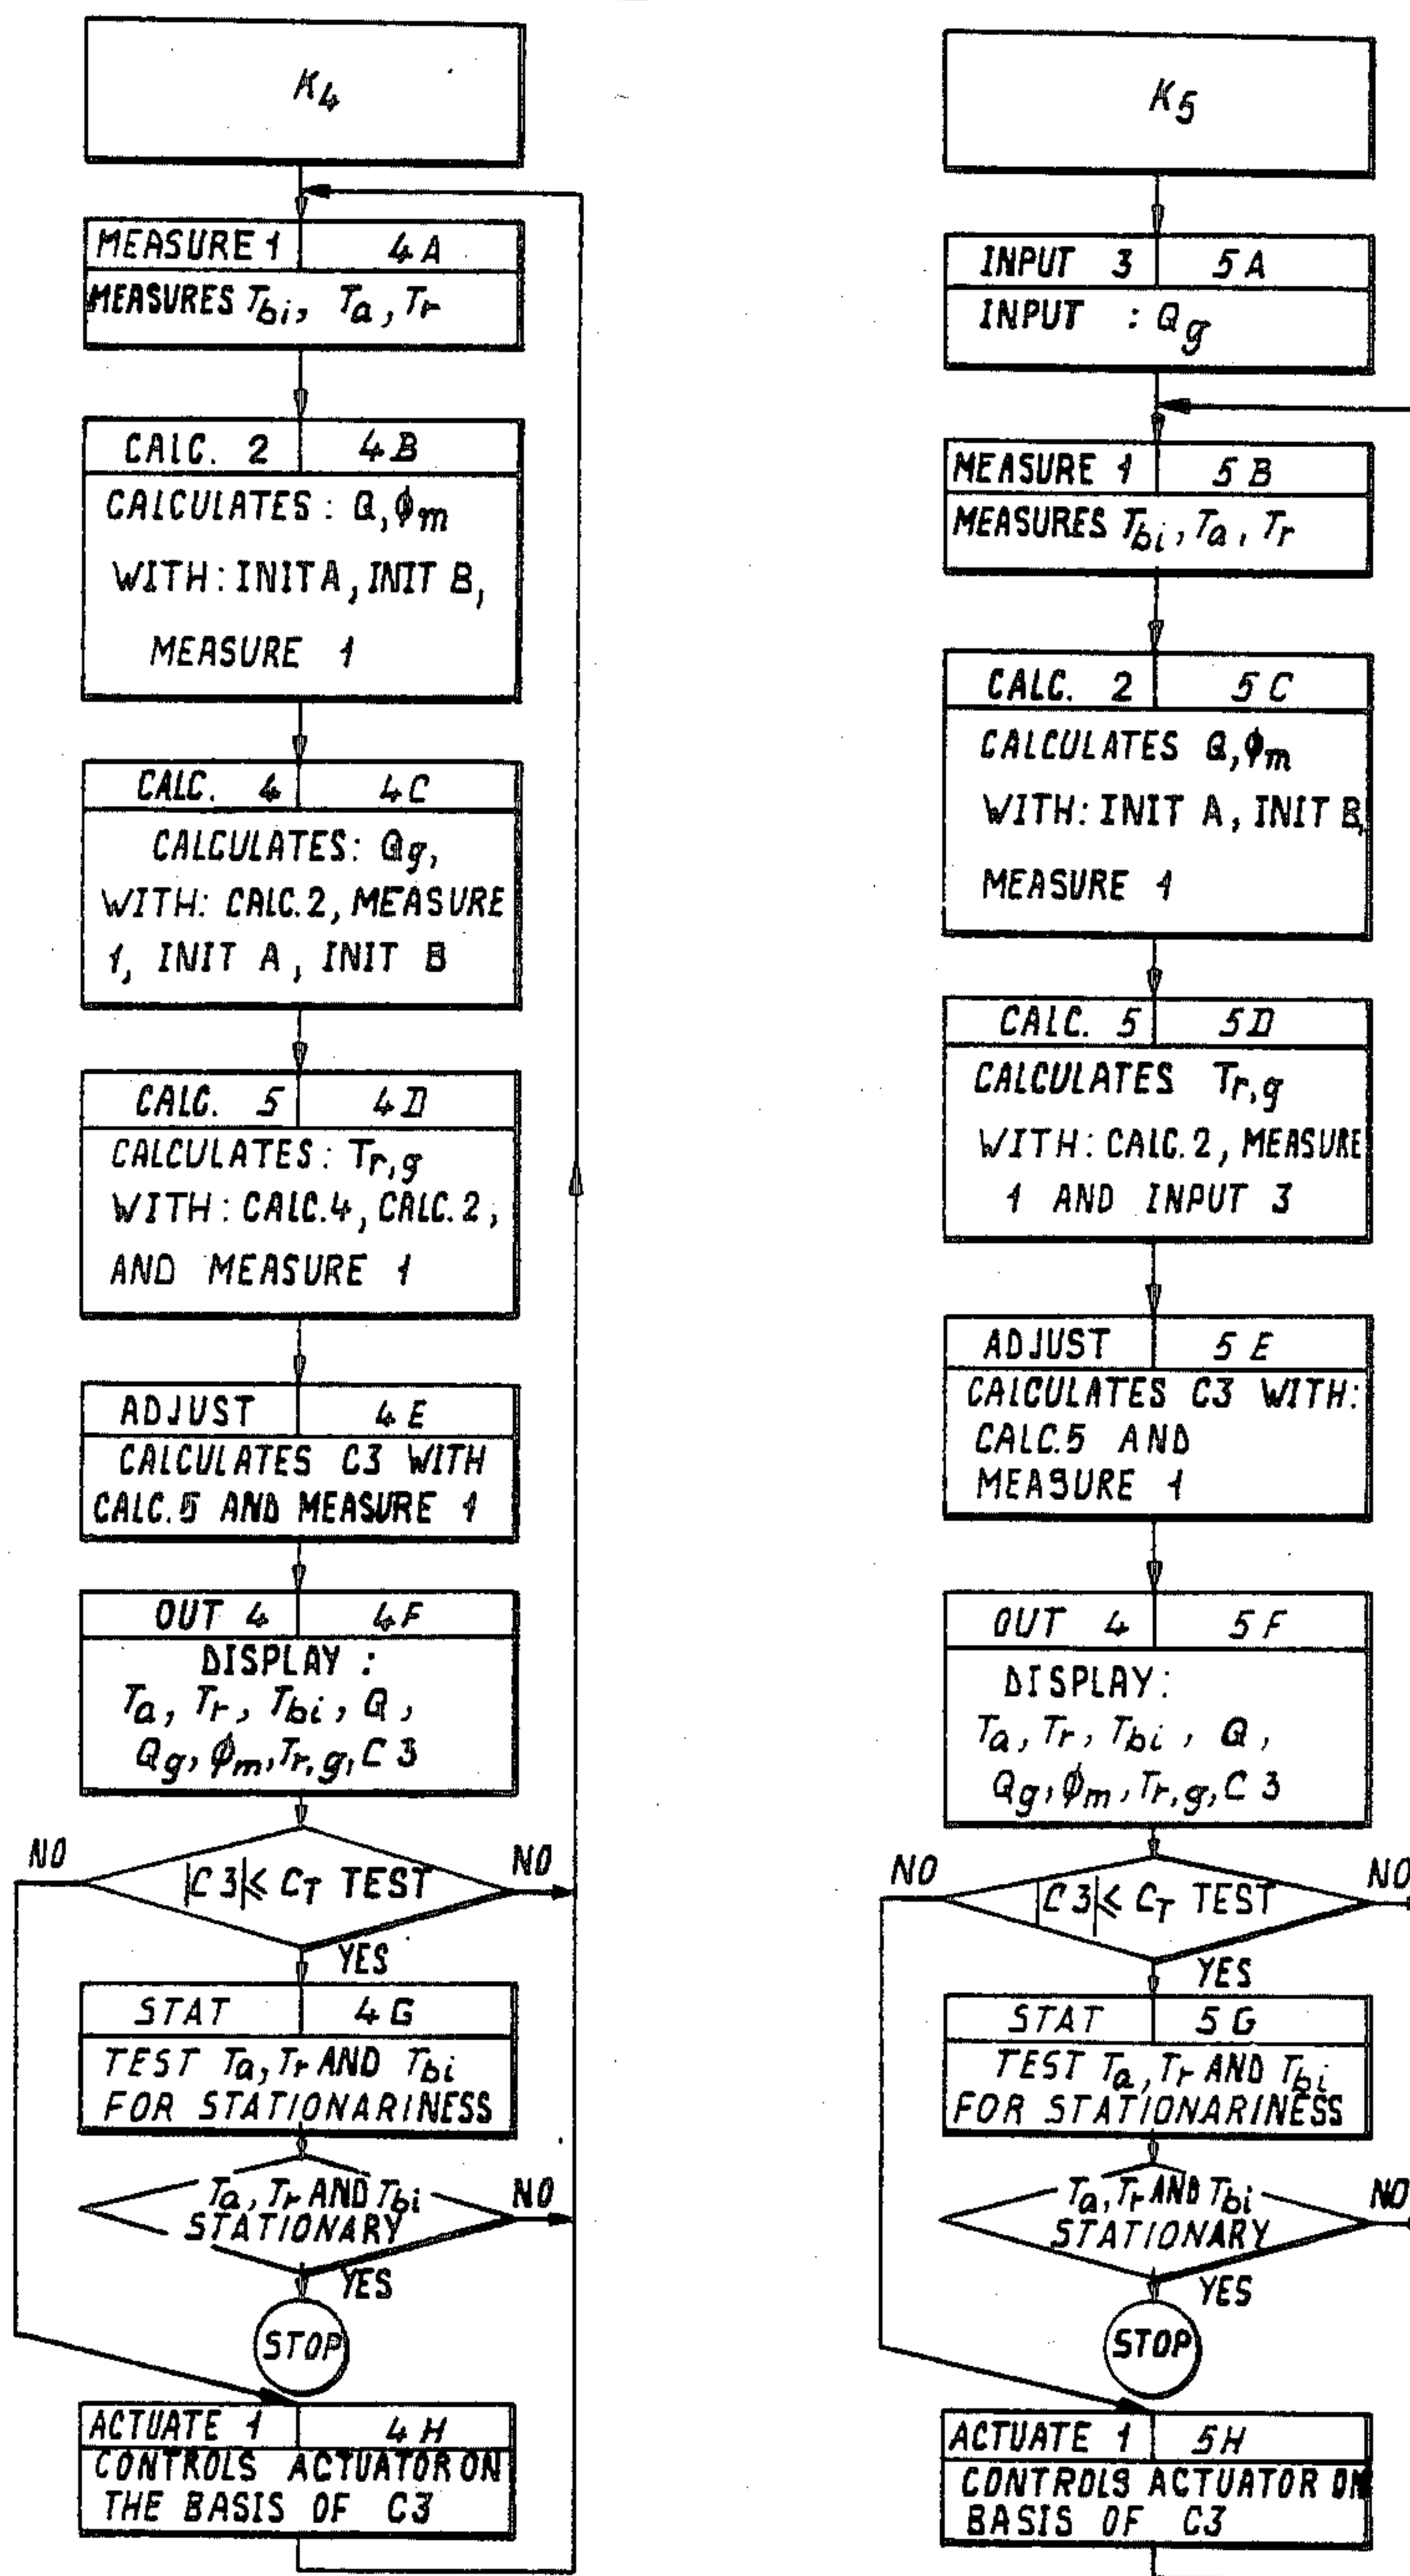 K4
MEASURE 1 4A
MEASURES Tbi, Ta, Tr
CALC. 2 4B
CALCULATES: Q, ϕm
WITH: INIT A, INIT B,
MEASURE 1
CALC. 4 4C
CALCULATES: Qg,
WITH: CALC.2, MEASURE
1, INIT A, INIT B
CALC. 5 4D
CALCULATES: Tr,g
WITH: CALC.4, CALC.2,
AND MEASURE 1
ADJUST 4E
CALCULATES C3 WITH
CALC.5 AND MEASURE 1
OUT 4 4F
DISPLAY :
Ta, Tr, Tbi, Q,
Qg, ϕm, Tr,g, C3
NO |C3| ≤ CT TEST NO
YES
STAT 4G
TEST Ta, Tr AND Tbi
FOR STATIONARINESS
Ta, Tr AND Tbi NO
STATIONARY
YES
STOP
ACTUATE 1 4H
CONTROLS ACTUATOR ON
THE BASIS OF C3
K5
INPUT 3 5A
INPUT : Qg
MEASURE 1 5B
MEASURES Tbi, Ta, Tr
CALC. 2 5C
CALCULATES Q, ϕm
WITH: INIT A, INIT B,
MEASURE 1
CALC. 5 5D
CALCULATES Tr,g
WITH: CALC.2, MEASURE
1 AND INPUT 3
ADJUST 5E
CALCULATES C3 WITH:
CALC.5 AND
MEASURE 1
OUT 4 5F
DISPLAY:
Ta, Tr, Tbi, Q,
Qg, ϕm, Tr,g, C3
NO |C3| ≤ CT TEST NO
YES
STAT 5G
TEST Ta, Tr AND Tbi
FOR STATIONARINESS
Ta, Tr AND Tbi NO
STATIONARY
YES
STOP
ACTUATE 1 5H
CONTROLS ACTUATOR ON
BASIS OF C3